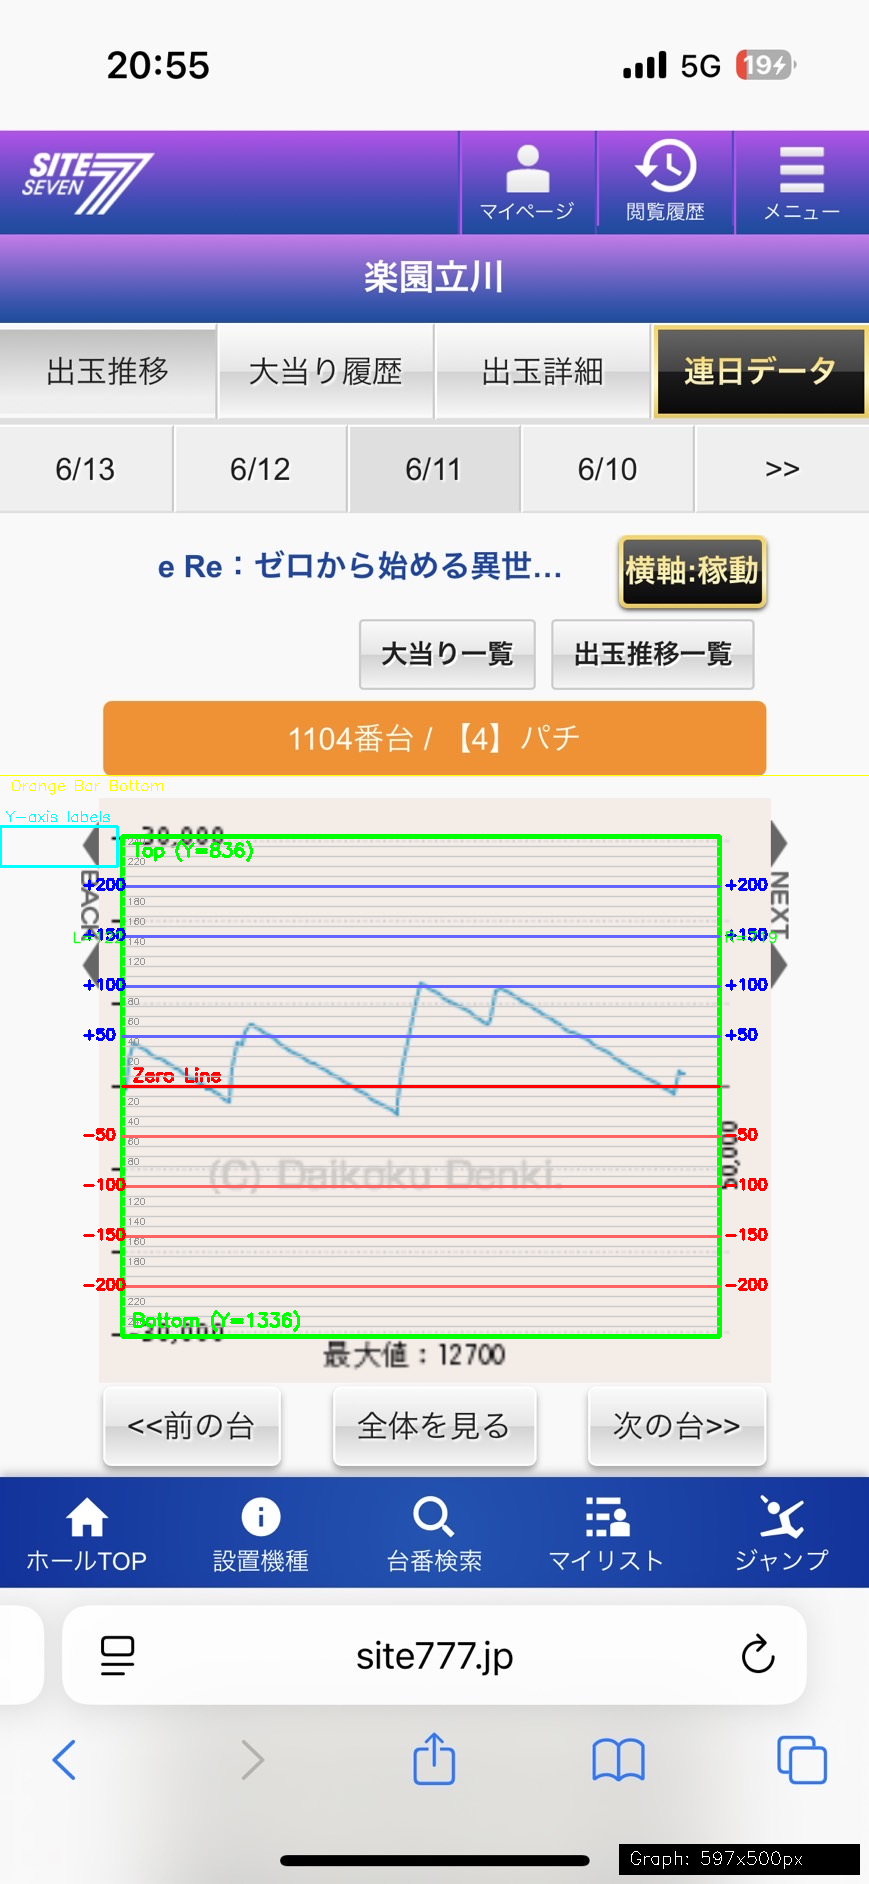 20:55
5G
19
SITE
SEVEN
マイページ
閲覧履歴
メニュー
楽園立川
出玉推移
大当り履歴
出玉詳細
連日データ
6/13
6/12
6/11
6/10
>>
e Re：ゼロから始める異世…
横軸:稼動
大当り一覧
出玉推移一覧
1104番台 / 【4】パチ
Orange Bar Bottom
Y-axis labels
30,000
Top (Y=836)
BACK
NEXT
220
+200
+200
180
160
+150
+150
140
120
+100
+100
80
60
+50
+50
40
20
Zero Line
20
40
-50
-50
60
80
(C) Daikoku Denki.
50,000
-100
-100
120
140
-150
-150
160
180
-200
-200
220
Bottom (Y=1336)
-30,000
最大値：12700
<<前の台
全体を見る
次の台>>
ホールTOP
設置機種
台番検索
マイリスト
ジャンプ
site777.jp
Graph: 597x500px